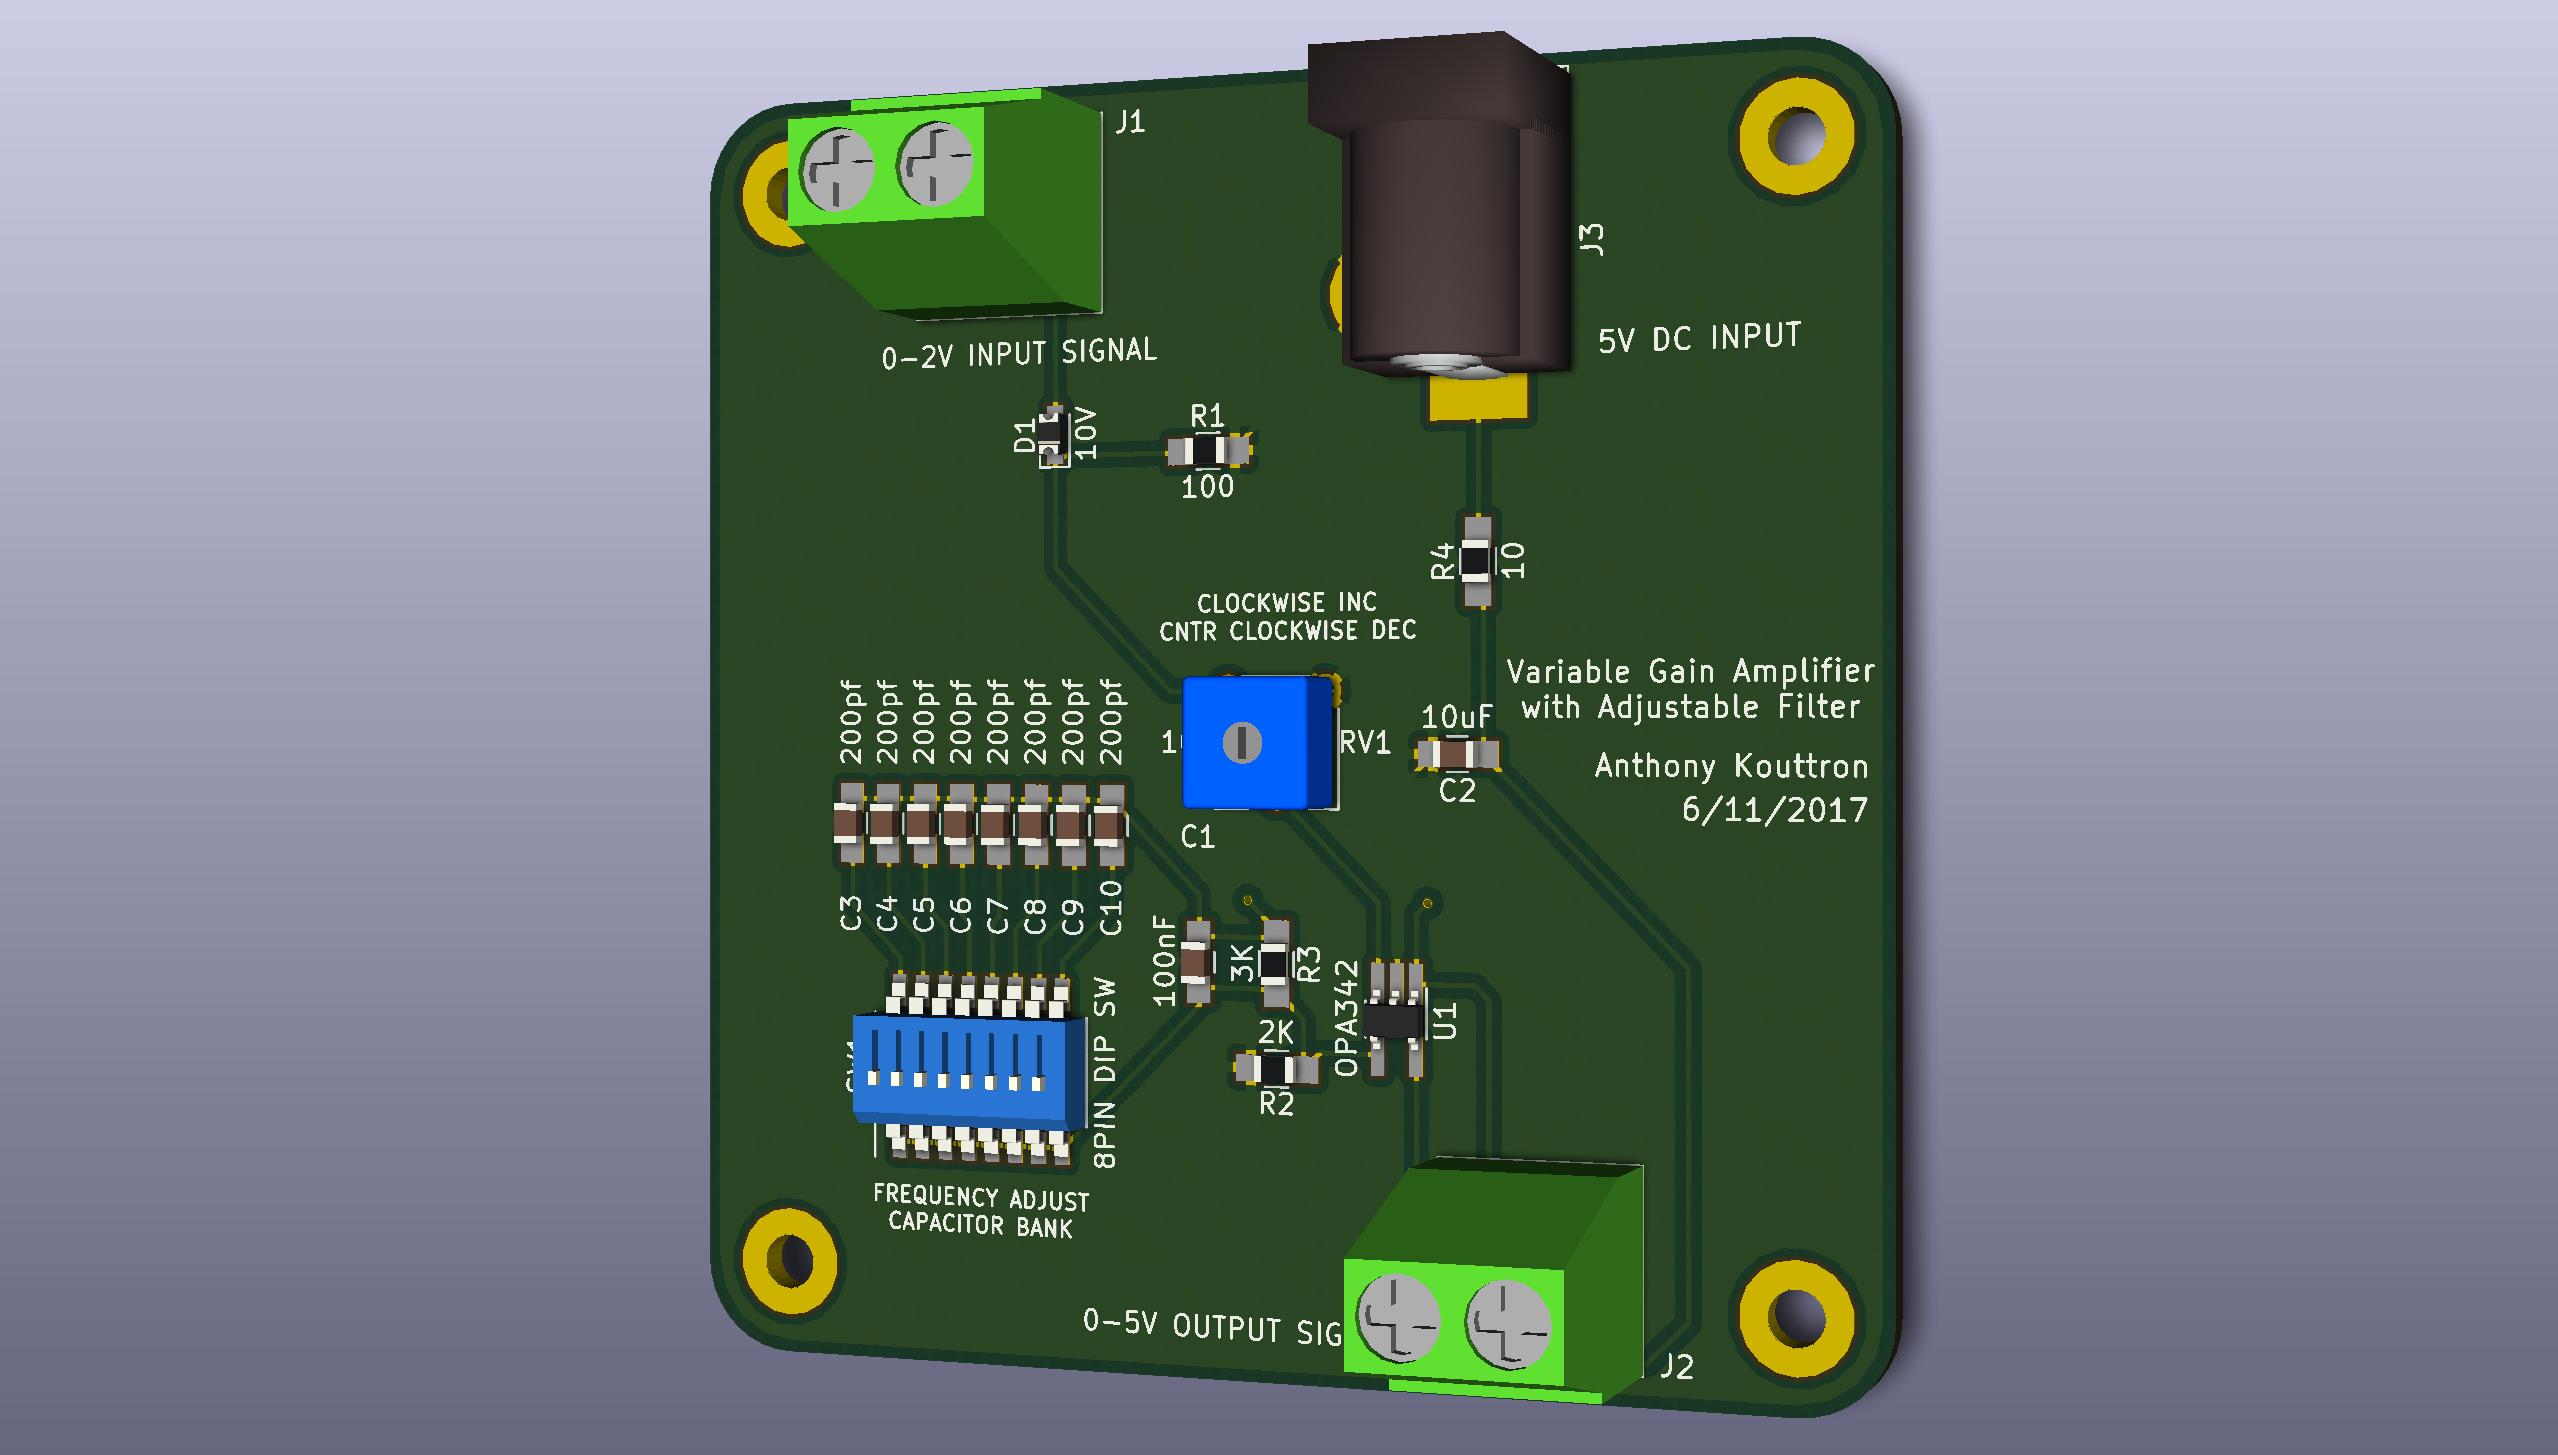 J1
J3
0-2V INPUT SIGNAL
5V DC INPUT
D1
10V
R1
100
R4
10
CLOCKWISE INC
CNTR CLOCKWISE DEC
Variable Gain Amplifier
with Adjustable Filter
Anthony Kouttron
6/11/2017
200pf
200pf
200pf
200pf
200pf
200pf
200pf
200pf
RV1
10uF
C2
C1
C3
C4
C5
C6
C7
C8
C9
C10
100nF
3K
R3
OPA342
U1
2K
R2
8PIN DIP SW
FREQUENCY ADJUST
CAPACITOR BANK
0-5V OUTPUT SIG
J2